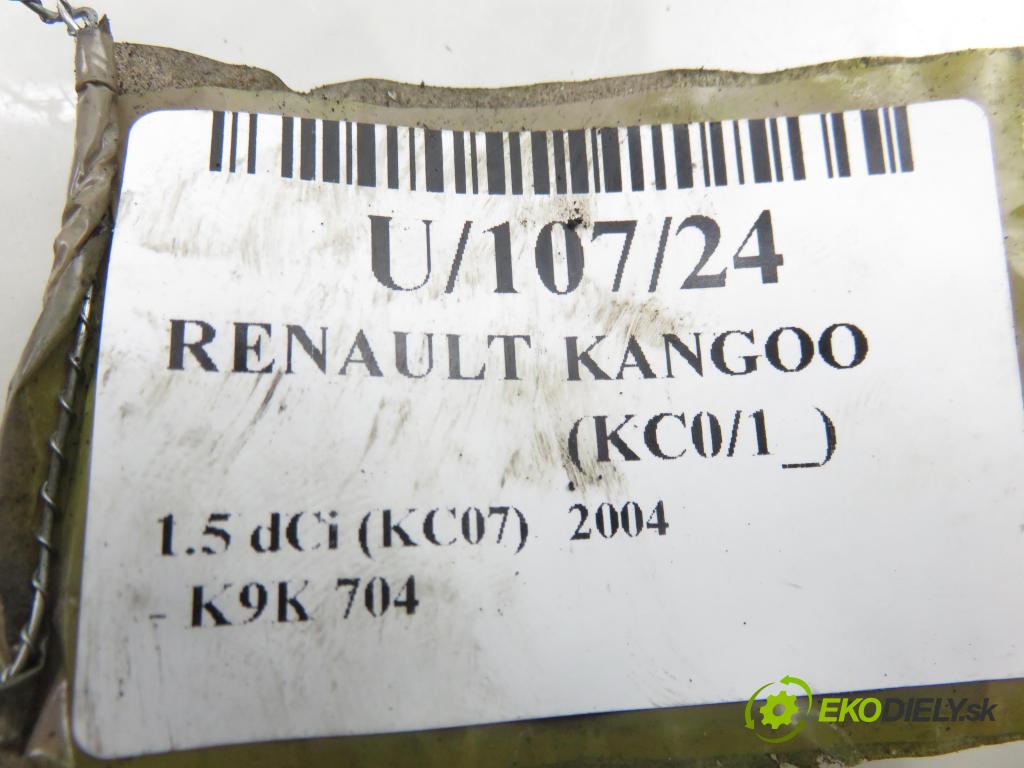 U/107/24
RENAULT KANGOO
(KC0/1_)
1.5 dCi (KC07) 2004
- K9K 704
EKODIELY.sk